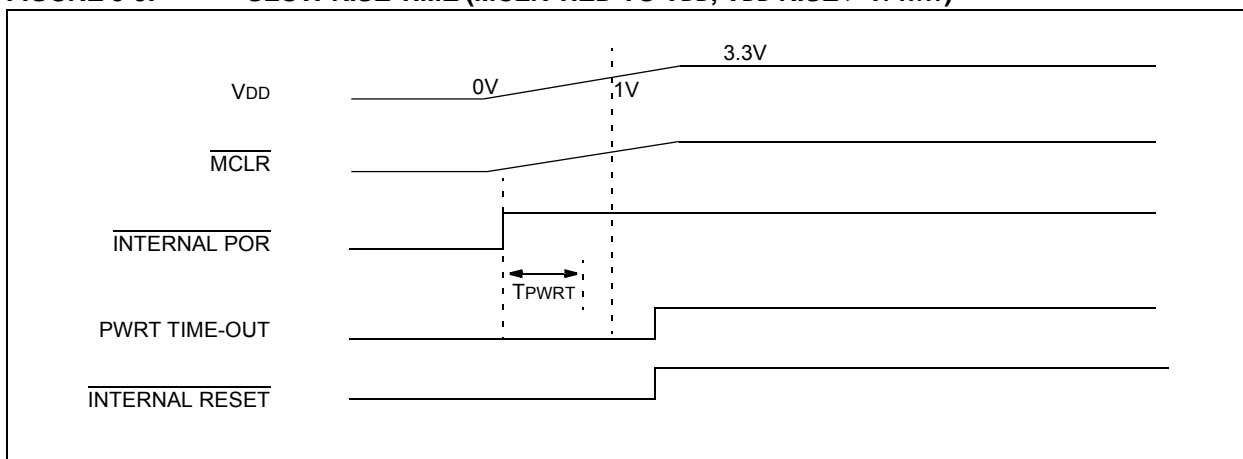 3.3V
VDD
0V
1V
MCLR
INTERNAL POR
TPWRT
PWRT TIME-OUT
INTERNAL RESET